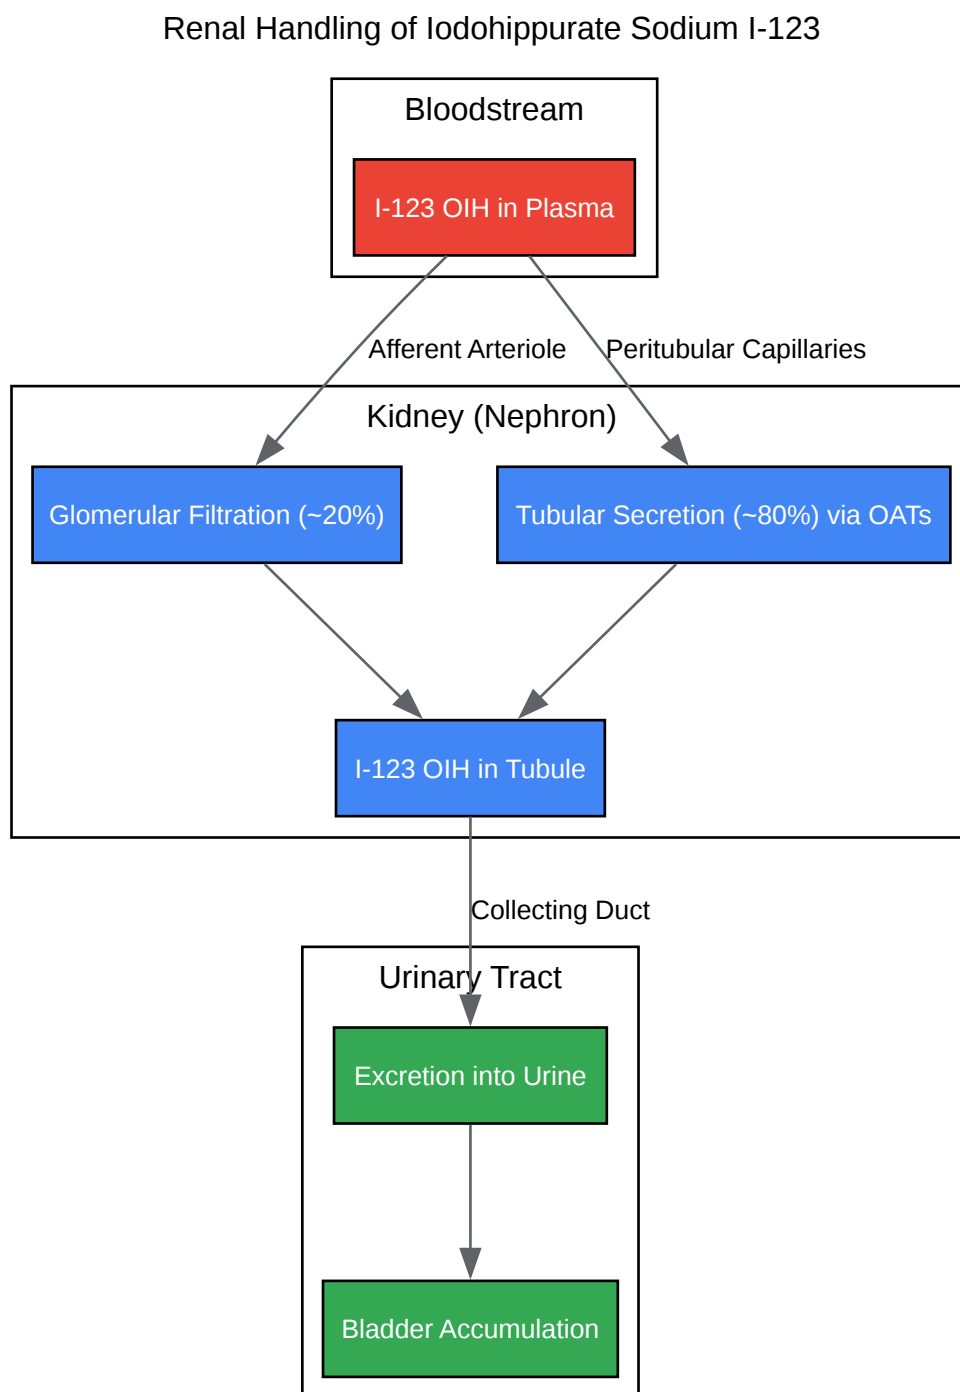 Renal Handling of Iodohippurate Sodium I-123
Bloodstream
I-123 OIH in Plasma
Afferent Arteriole
Peritubular Capillaries
Kidney (Nephron)
Glomerular Filtration (~20%)
Tubular Secretion (~80%) via OATs
I-123 OIH in Tubule
Collecting Duct
Urinary Tract
Excretion into Urine
Bladder Accumulation